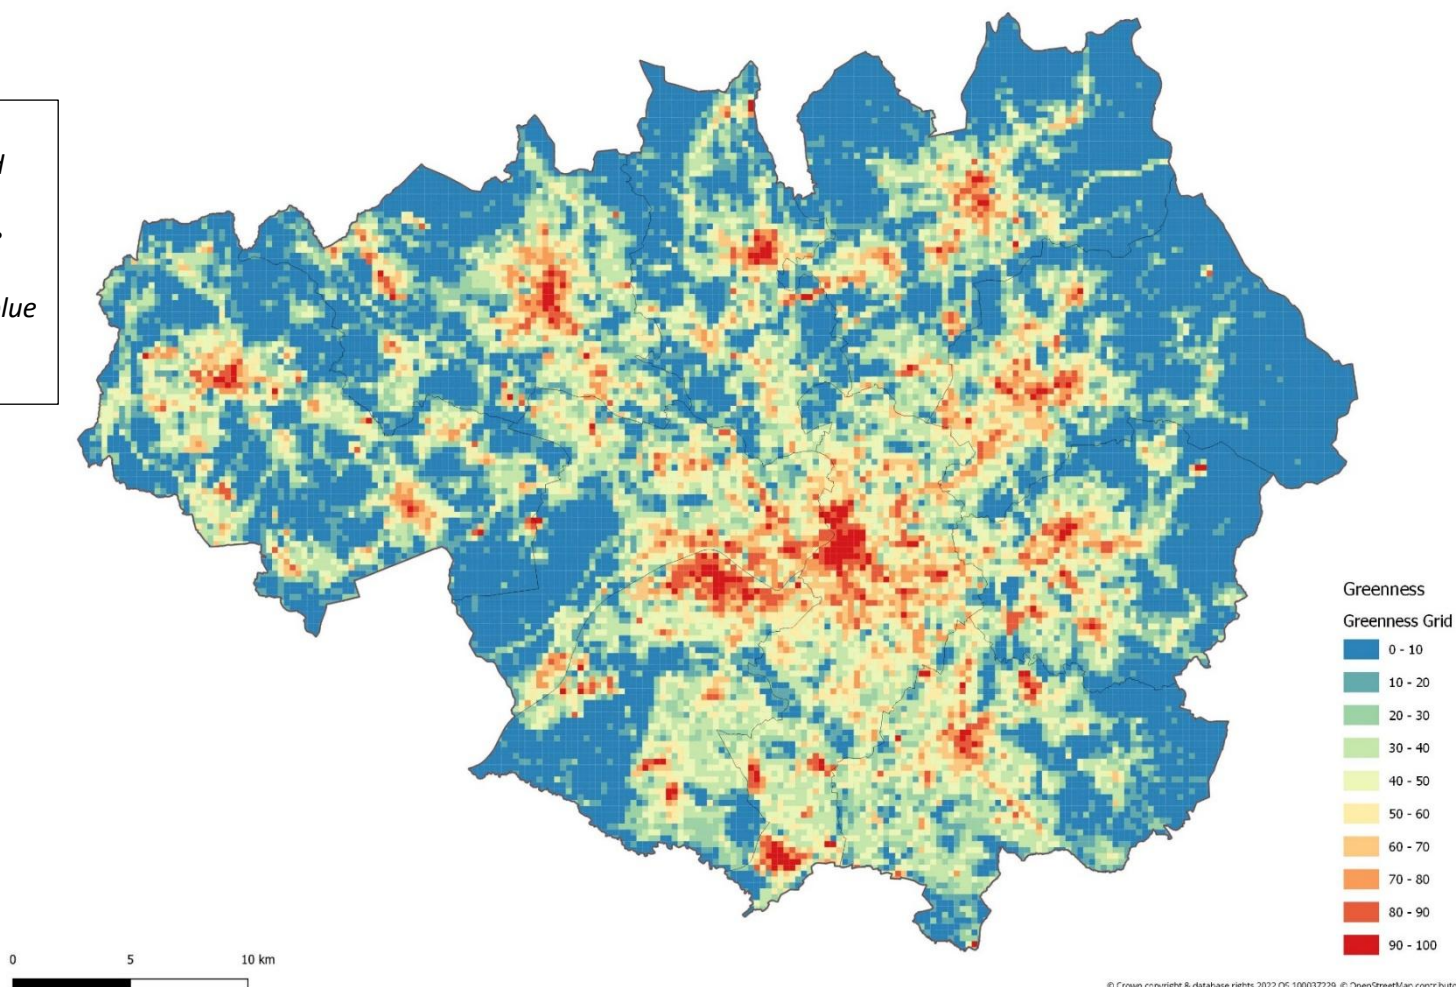 lue
Greenness
Greenness Grid
0 - 10
10 - 20
20 - 30
30 - 40
40 - 50
50 - 60
60 - 70
70 - 80
80 - 90
90 - 100
0 5 10 km
© Crown copyright & database rights 2022 OS 100037229. © OpenStreetMap contributo